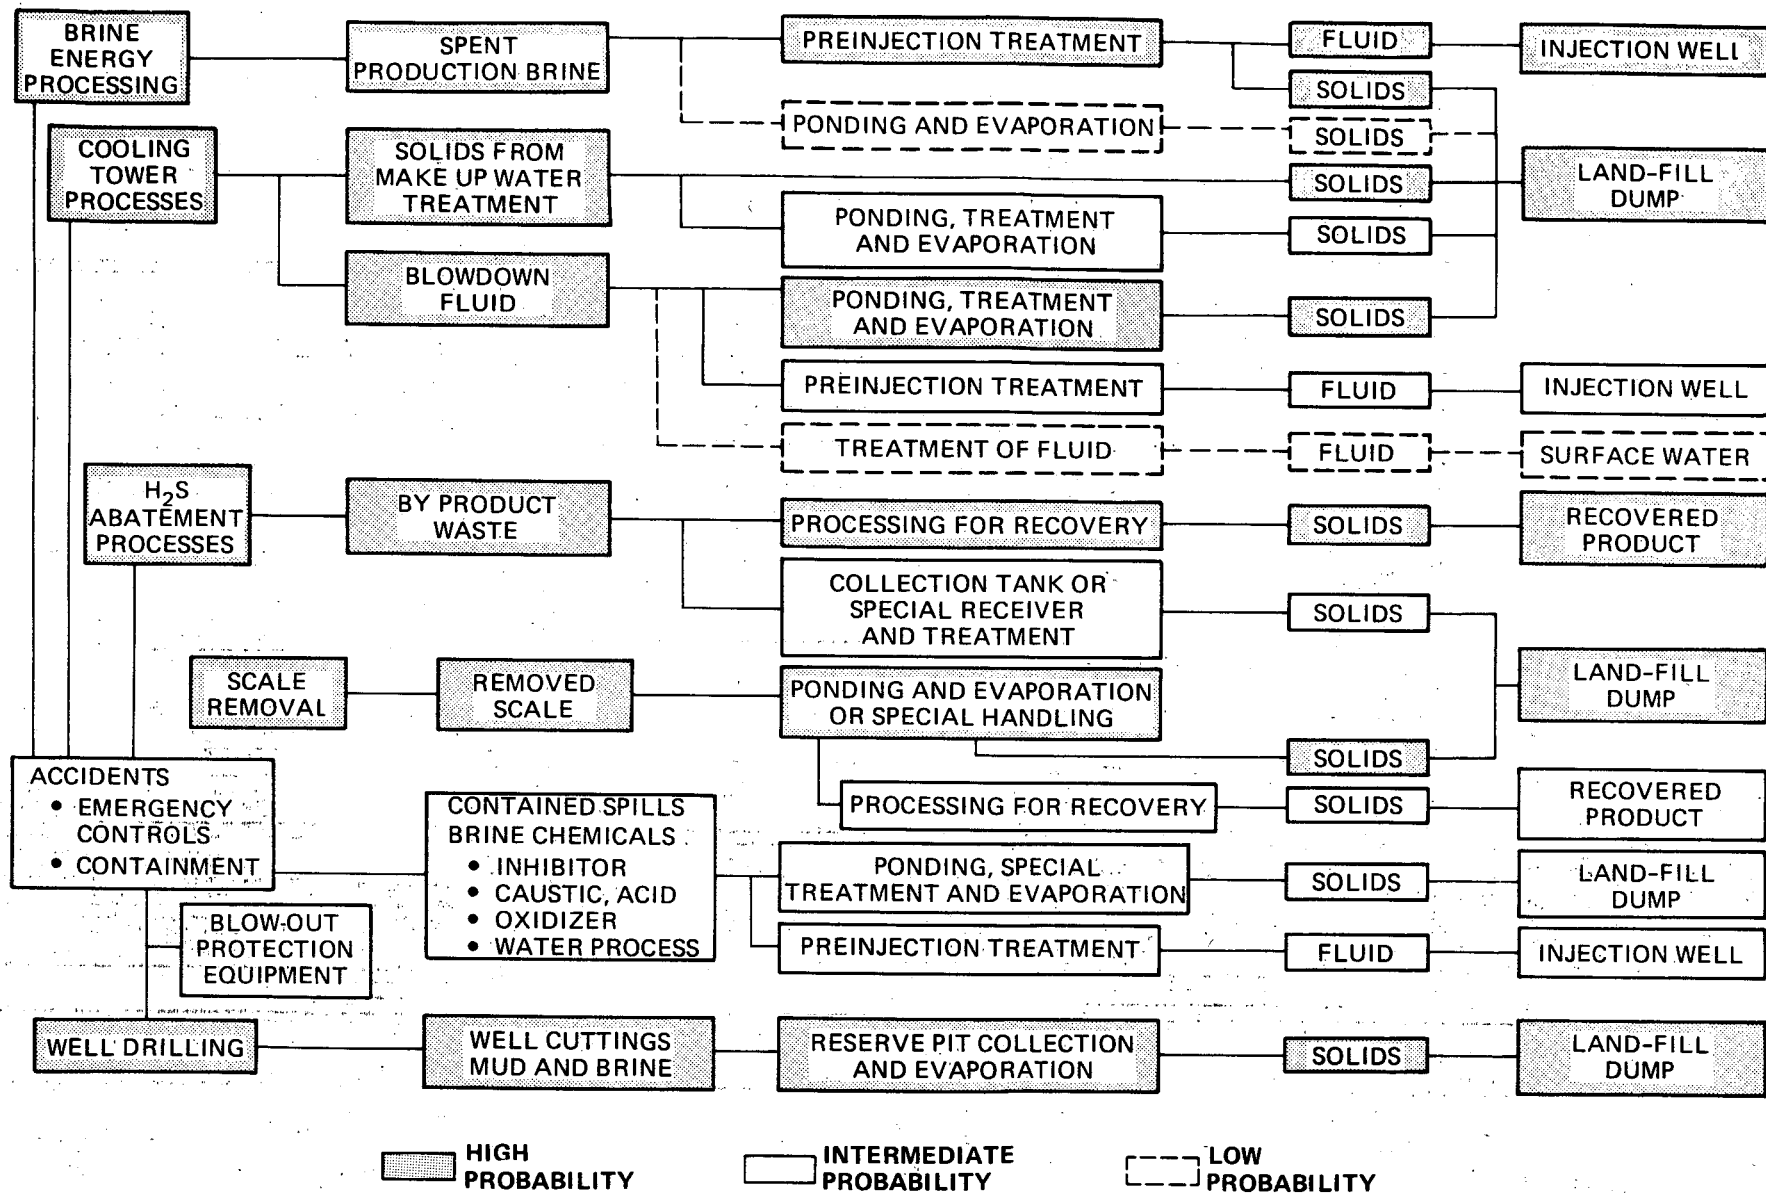 BRINE
ENERGY
PROCESSING
SPENT
PRODUCTION BRINE
PREINJECTION TREATMENT
FLUID
INJECTION WELL
SOLIDS
PONDING AND EVAPORATION
SOLIDS
COOLING
TOWER
PROCESSES
SOLIDS FROM
MAKE UP WATER
TREATMENT
SOLIDS
LAND-FILL
DUMP
PONDING, TREATMENT
AND EVAPORATION
SOLIDS
BLOWDOWN
FLUID
PONDING, TREATMENT
AND EVAPORATION
SOLIDS
PREINJECTION TREATMENT
FLUID
INJECTION WELL
TREATMENT OF FLUID
FLUID
SURFACE WATER
H2S
ABATEMENT
PROCESSES
BY PRODUCT
WASTE
PROCESSING FOR RECOVERY
SOLIDS
RECOVERED
PRODUCT
COLLECTION TANK OR
SPECIAL RECEIVER
AND TREATMENT
SOLIDS
SCALE
REMOVAL
REMOVED
SCALE
PONDING AND EVAPORATION
OR SPECIAL HANDLING
LAND-FILL
DUMP
SOLIDS
PROCESSING FOR RECOVERY
SOLIDS
RECOVERED
PRODUCT
ACCIDENTS
• EMERGENCY
CONTROLS
• CONTAINMENT
CONTAINED SPILLS
BRINE CHEMICALS
• INHIBITOR
• CAUSTIC, ACID
• OXIDIZER
• WATER PROCESS
PONDING, SPECIAL
TREATMENT AND EVAPORATION
SOLIDS
LAND-FILL
DUMP
PREINJECTION TREATMENT
FLUID
INJECTION WELL
BLOW-OUT
PROTECTION
EQUIPMENT
WELL DRILLING
WELL CUTTINGS
MUD AND BRINE
RESERVE PIT COLLECTION
AND EVAPORATION
SOLIDS
LAND-FILL
DUMP
HIGH
PROBABILITY
INTERMEDIATE
PROBABILITY
LOW
PROBABILITY